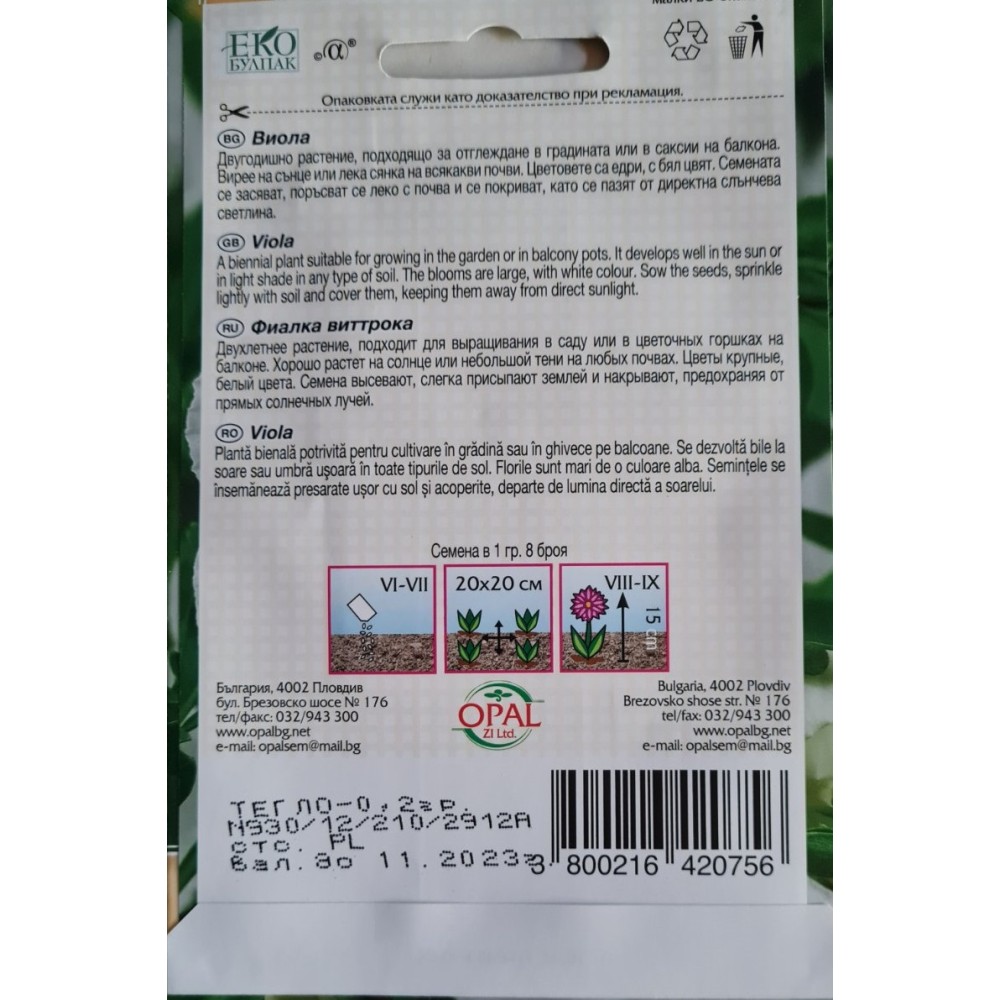 ЕКО
БУЛПАК
©(α)®
Опаковката служи като доказателство при рекламация.
BG Виола
Двугодишно растение, подходящо за отглеждане в градината или в саксии на балкона.
Вирее на сънце или лека сянка на всякакви почви. Цветовете са едри, с бял цвят. Семената
се засяват, поръсват се леко с почва и се покриват, като се пазят от директна слънчева
светлина.
GB Viola
A biennial plant suitable for growing in the garden or in balcony pots. It develops well in the sun or
in light shade in any type of soil. The blooms are large, with white colour. Sow the seeds, sprinkle
lightly with soil and cover them, keeping them away from direct sunlight.
RU Фиалка виттрока
Двухлетнее растение, подходит для выращивания в саду или в цветочных горшках на
балконе. Хорошо растет на солнце или небольшой тени на любых почвах. Цветы крупные,
белый цвета. Семена высевают, слегка присыпают землей и накрывают, предохраняя от
прямых солнечных лучей.
RO Viola
Plantă bienală potrivită pentru cultivare în grădină sau în ghivece pe balcoane. Se dezvoltă bile la
soare sau umbră uşoară în toate tipurile de sol. Florile sunt mari de o culoare alba. Seminţele se
însemănează presarate uşor cu sol şi acoperite, departe de lumina directă a soarelui.
Семена в 1 гр. 8 броя
VI-VII
20x20 см
VIII-IX
15 cm
България, 4002 Пловдив
бул. Брезовско шосе № 176
тел/факс: 032/943 300
www.opalbg.net
e-mail: opalsem@mail.bg
OPAL
ZI Ltd.
Bulgaria, 4002 Plovdiv
Brezovsko shose str. № 176
tel/fax: 032/943 300
www.opalbg.net
e-mail: opalsem@mail.bg
ТЕГЛО-0,2гр.
N930/12/210/2912A
стс. PL
Вал.до 11.2023г.
3 800216 420756